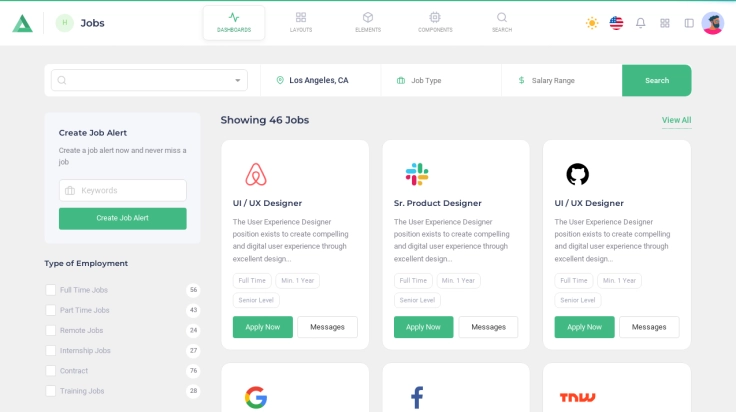 H
Jobs
DASHBOARDS
LAYOUTS
ELEMENTS
COMPONENTS
SEARCH
Los Angeles, CA
Job Type
$ Salary Range
Search
Create Job Alert
Create a job alert now and never miss a
job
Keywords
Create Job Alert
Type of Employment
Full Time Jobs 56
Part Time Jobs 43
Remote Jobs 24
Internship Jobs 27
Contract 76
Training Jobs 28
Showing 46 Jobs
View All
UI / UX Designer
The User Experience Designer
position exists to create compelling
and digital user experience through
excellent design...
Full Time Min. 1 Year
Senior Level
Apply Now Messages
Sr. Product Designer
The User Experience Designer
position exists to create compelling
and digital user experience through
excellent design...
Full Time Min. 1 Year
Senior Level
Apply Now Messages
UI / UX Designer
The User Experience Designer
position exists to create compelling
and digital user experience through
excellent design...
Full Time Min. 1 Year
Senior Level
Apply Now Messages
G
f
TNW